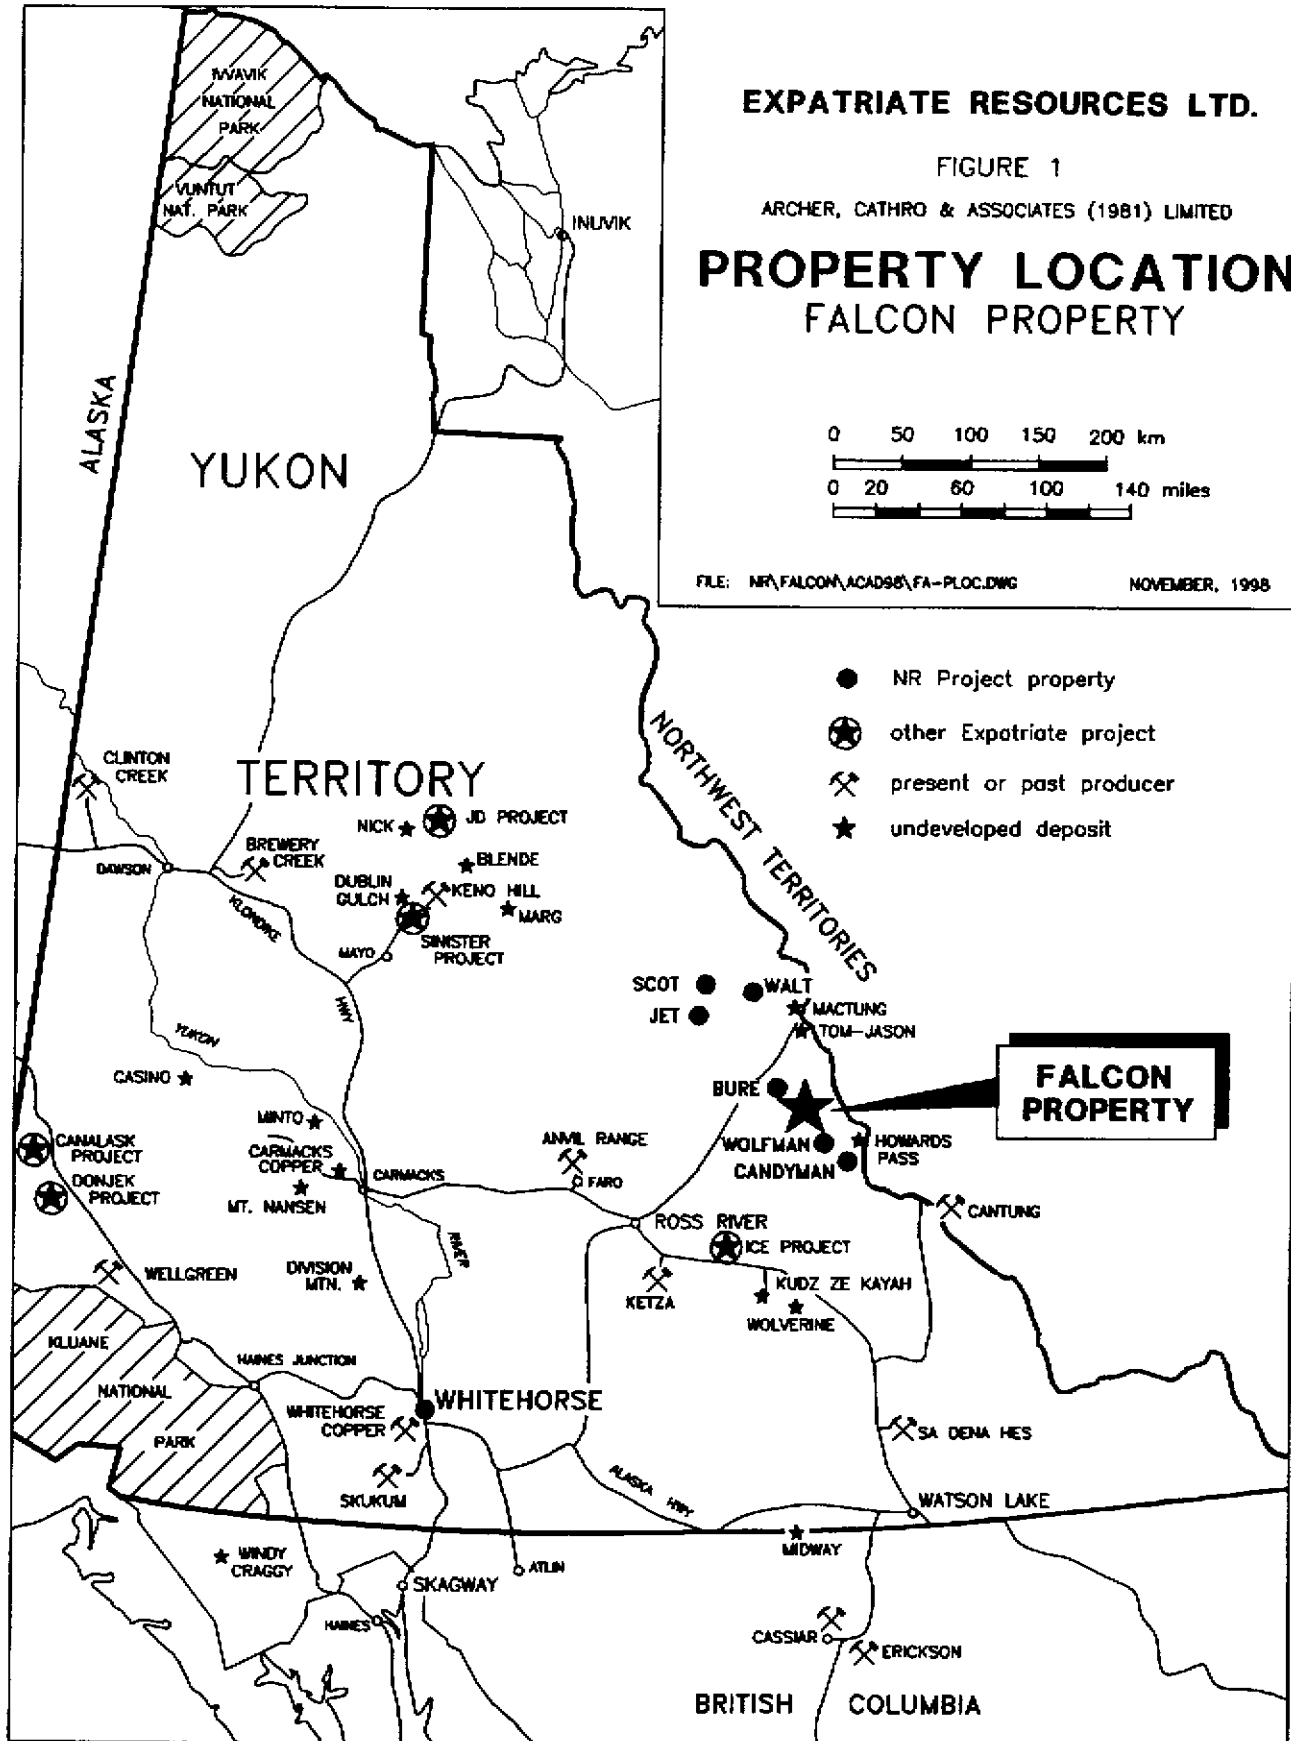 IVVAVIK
NATIONAL
PARK
VUNTUT
NAT. PARK
INUVIK
EXPATRIATE RESOURCES LTD.
FIGURE 1
ARCHER, CATHRO & ASSOCIATES (1981) LIMITED
PROPERTY LOCATION
FALCON PROPERTY
0 50 100 150 200 km
0 20 60 100 140 miles
FILE: NR\FALCON\ACAD98\FA-PLOC.DWG
NOVEMBER, 1998
ALASKA
YUKON
TERRITORY
NORTHWEST TERRITORIES
NR Project property
other Expatriate project
present or past producer
undeveloped deposit
CLINTON
CREEK
NICK
JD PROJECT
BREWERY
CREEK
DAWSON
BLENDE
DUBLIN
GULCH
KENO HILL
MARG
KLONDIKE
HWY
SINISTER
PROJECT
MAYO
SCOT
WALT
JET
MACTUNG
TOM-JASON
YUKON
RIVER
CASINO
BURE
FALCON
PROPERTY
MINTO
CANALASK
PROJECT
CARMACKS
COPPER
CARMACKS
ANVIL RANGE
FARO
WOLFMAN
HOWARDS
PASS
CANDYMAN
DONJEK
PROJECT
MT. NANSEN
CANTUNG
ROSS RIVER
ICE PROJECT
WELLGREEN
DIVISION
MTN.
KETZA
KUDZ ZE KAYAH
WOLVERINE
KLUANE
NATIONAL
PARK
HAINES JUNCTION
WHITEHORSE
WHITEHORSE
COPPER
SA DENA HES
SKUKUM
ALASKA HWY
WATSON LAKE
MIDWAY
WINDY
CRAGGY
SKAGWAY
ATLIN
HAINES
CASSIAR
ERICKSON
BRITISH COLUMBIA